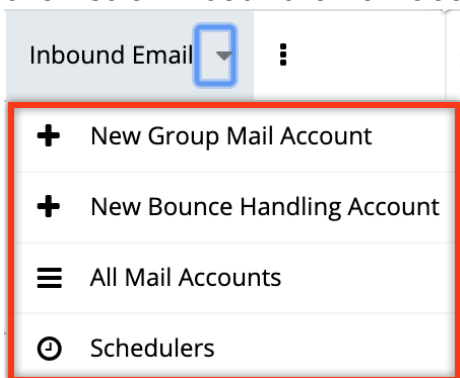 Inbound Email
New Group Mail Account
New Bounce Handling Account
All Mail Accounts
Schedulers